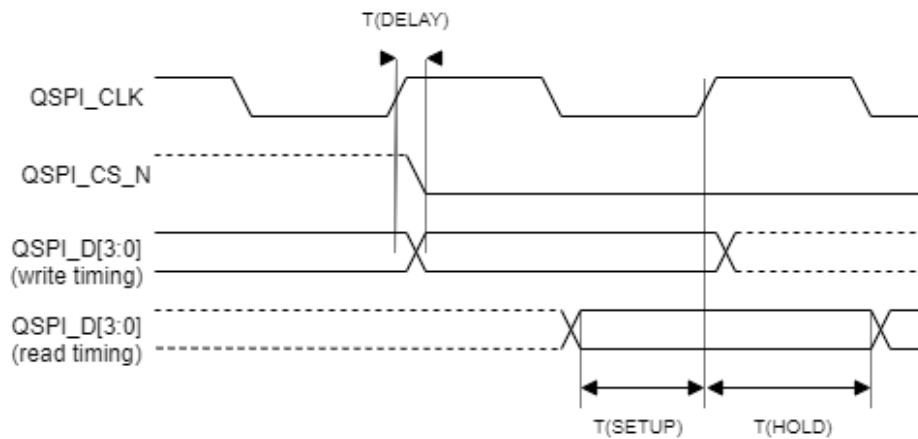 T(DELAY)
QSPI_CLK
QSPI_CS_N
QSPI_D[3:0]
(write timing)
QSPI_D[3:0]
(read timing)
T(SETUP)
T(HOLD)